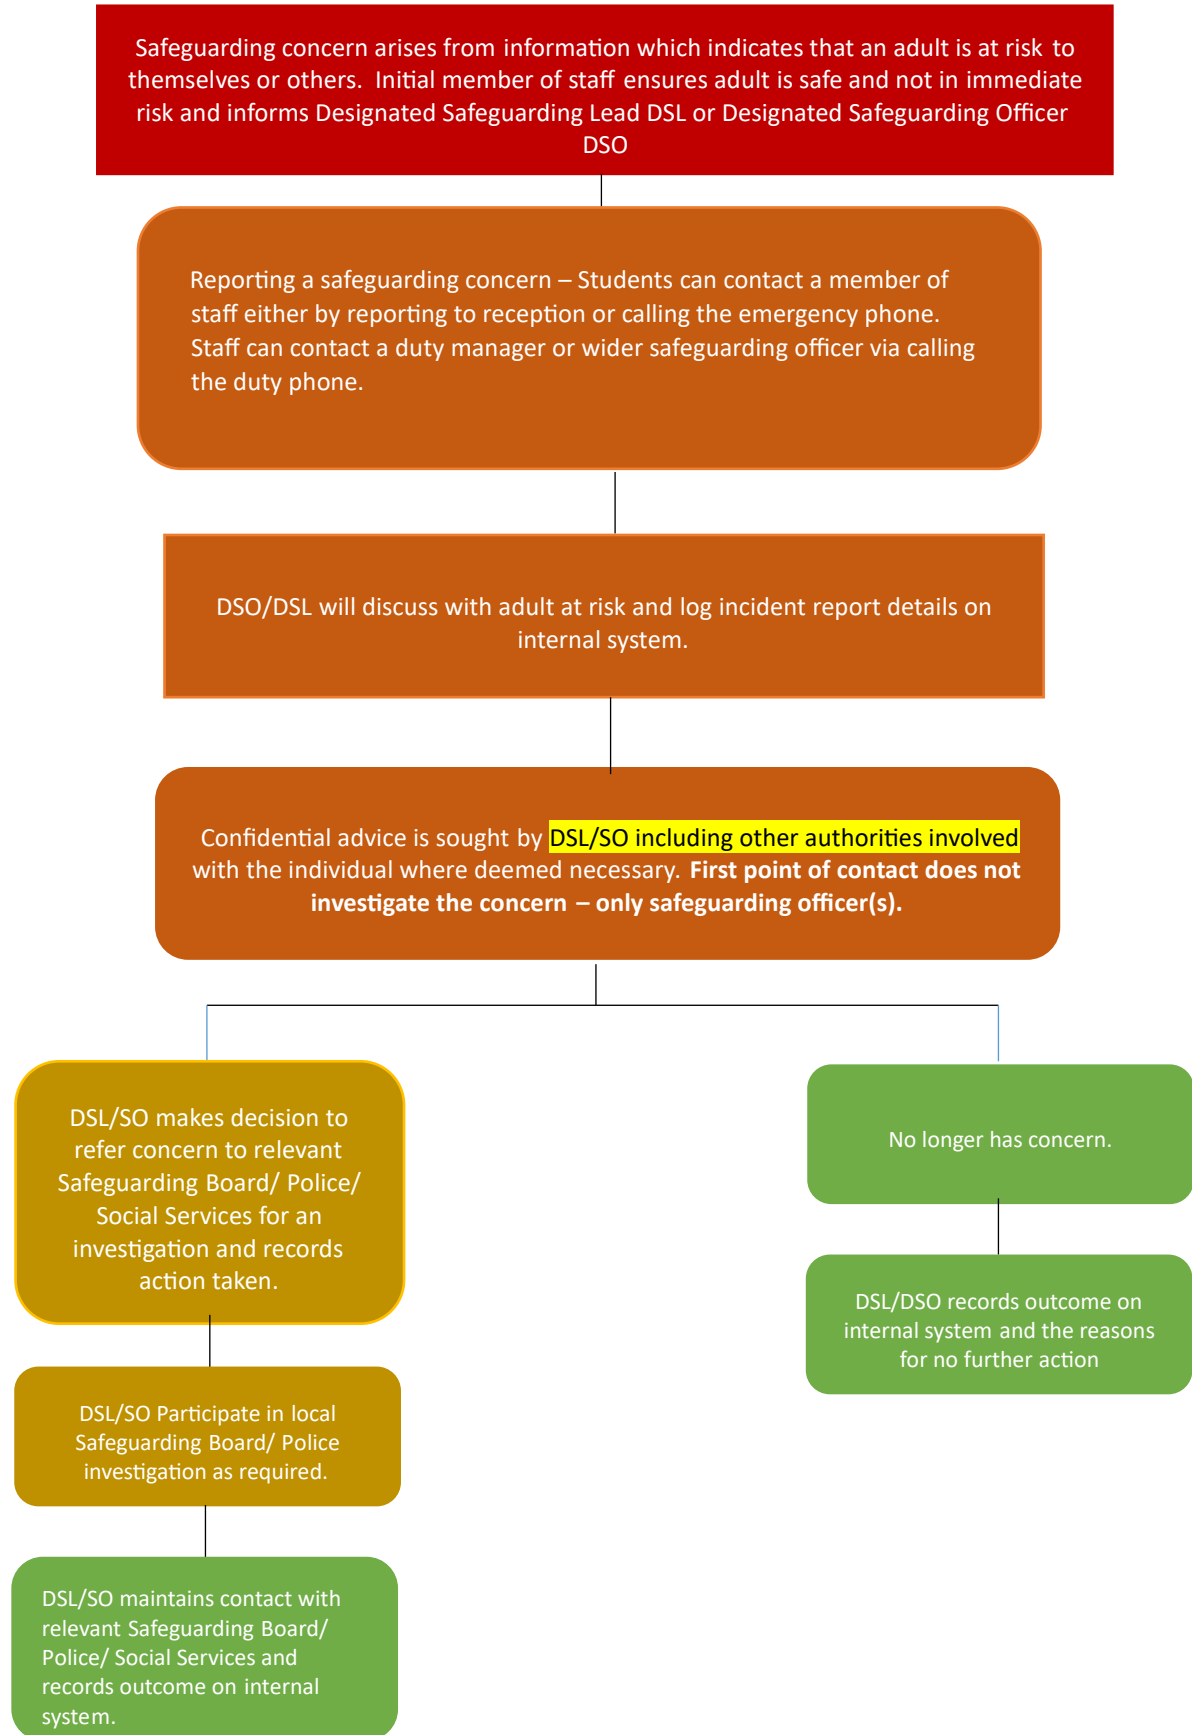 Safeguarding concern arises from information which indicates that an adult is at risk to
themselves or others. Initial member of staff ensures adult is safe and not in immediate
risk and informs Designated Safeguarding Lead DSL or Designated Safeguarding Officer
DSO
Reporting a safeguarding concern – Students can contact a member of
staff either by reporting to reception or calling the emergency phone.
Staff can contact a duty manager or wider safeguarding officer via calling
the duty phone.
DSO/DSL will discuss with adult at risk and log incident report details on
internal system.
Confidential advice is sought by DSL/SO including other authorities involved
with the individual where deemed necessary. First point of contact does not
investigate the concern – only safeguarding officer(s).
DSL/SO makes decision to
refer concern to relevant
Safeguarding Board/ Police/
Social Services for an
investigation and records
action taken.
DSL/SO Participate in local
Safeguarding Board/ Police
investigation as required.
DSL/SO maintains contact with
relevant Safeguarding Board/
Police/ Social Services and
records outcome on internal
system.
No longer has concern.
DSL/DSO records outcome on
internal system and the reasons
for no further action